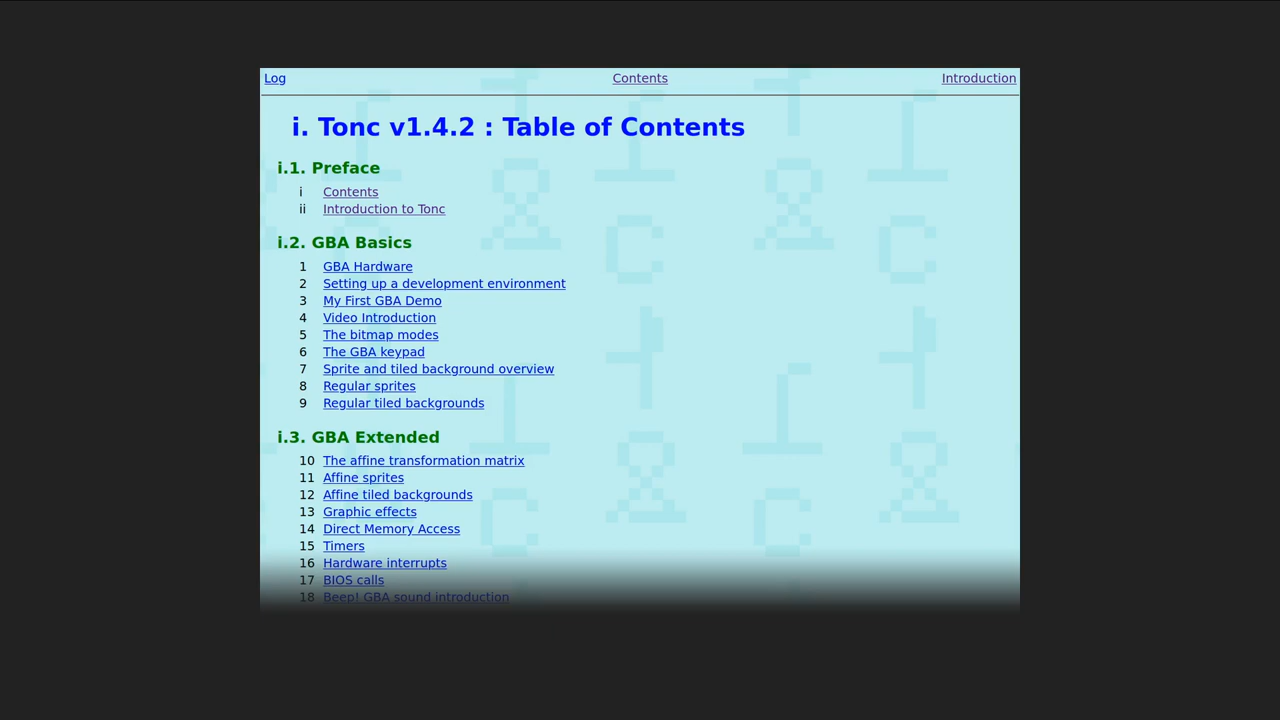 Log Contents Introduction
i. Tonc v1.4.2 : Table of Contents
i.1. Preface
i Contents
ii Introduction to Tonc
i.2. GBA Basics
1 GBA Hardware
2 Setting up a development environment
3 My First GBA Demo
4 Video Introduction
5 The bitmap modes
6 The GBA keypad
7 Sprite and tiled background overview
8 Regular sprites
9 Regular tiled backgrounds
i.3. GBA Extended
10 The affine transformation matrix
11 Affine sprites
12 Affine tiled backgrounds
13 Graphic effects
14 Direct Memory Access
15 Timers
16 Hardware interrupts
17 BIOS calls
18 Beep! GBA sound introduction